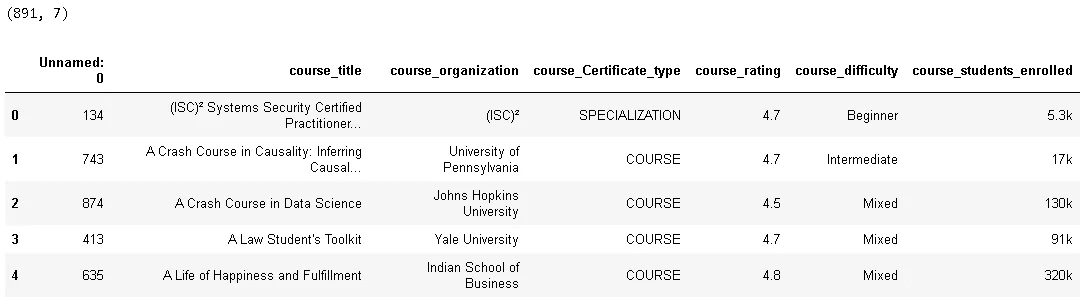 (891, 7)
Unnamed: 0 course_title course_organization course_Certificate_type course_rating course_difficulty course_students_enrolled
0 134 (ISC)² Systems Security Certified Practitioner... (ISC)² SPECIALIZATION 4.7 Beginner 5.3k
1 743 A Crash Course in Causality: Inferring Causal... University of Pennsylvania COURSE 4.7 Intermediate 17k
2 874 A Crash Course in Data Science Johns Hopkins University COURSE 4.5 Mixed 130k
3 413 A Law Student's Toolkit Yale University COURSE 4.7 Mixed 91k
4 635 A Life of Happiness and Fulfillment Indian School of Business COURSE 4.8 Mixed 320k